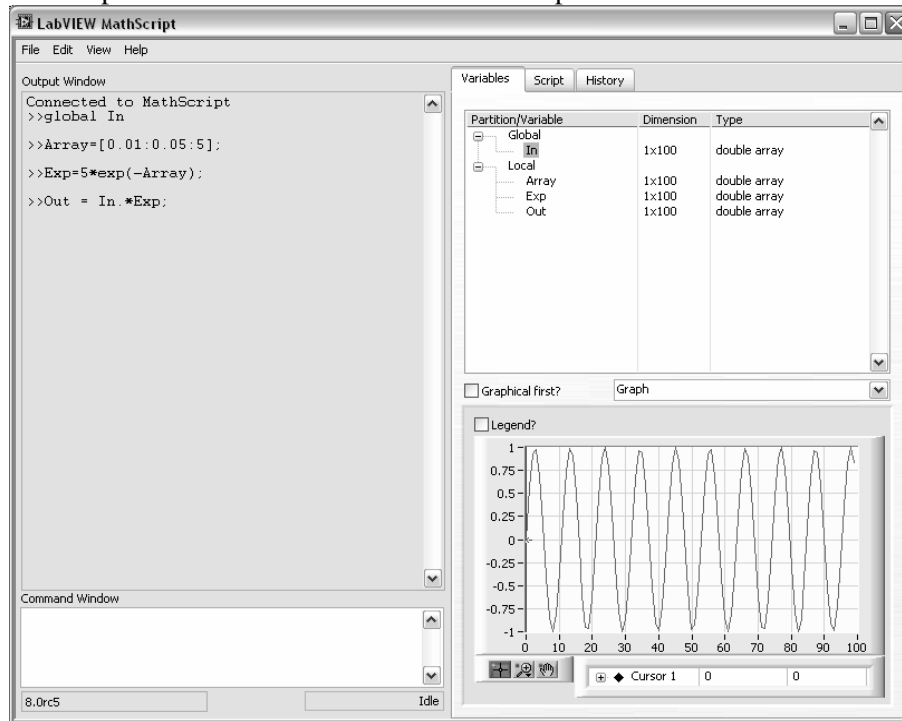 LabVIEW MathScript
File Edit View Help
Output Window
Connected to MathScript
>>global In
>>Array=[0.01:0.05:5];
>>Exp=5*exp(-Array);
>>Out = In.*Exp;
Command Window
8.0rc5
Idle
Variables Script History
Partition/Variable Dimension Type
Global
In 1x100 double array
Local
Array 1x100 double array
Exp 1x100 double array
Out 1x100 double array
Graphical first? Graph
Legend?
1
0.75
0.5
0.25
0
-0.25
-0.5
-0.75
-1
0 10 20 30 40 50 60 70 80 90 100
Cursor 1 0 0